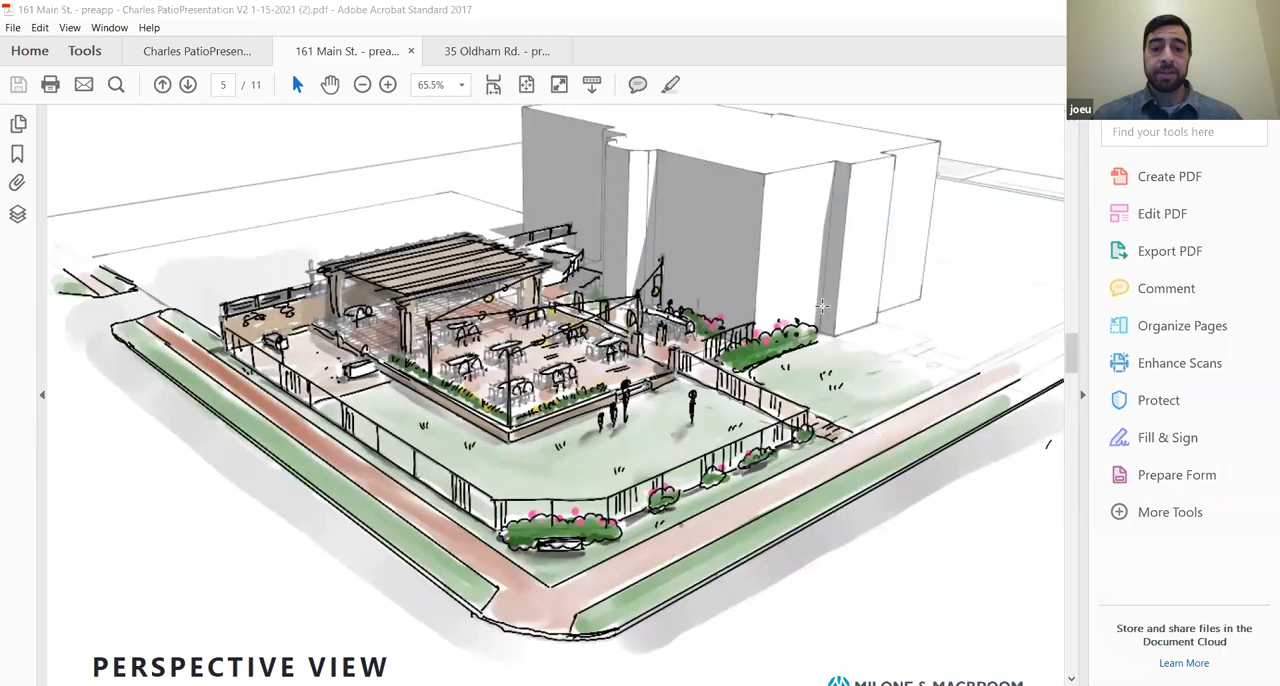 161 Main St. - preapp - Charles PatioPresentation V2 1-15-2021 (2).pdf - Adobe Acrobat Standard 2017
File Edit View Window Help
Home Tools Charles PatioPresen... 161 Main St. - prea... × 35 Oldham Rd. - pr...
5 / 11 65.5%
joeu
Find your tools here
Create PDF
Edit PDF
Export PDF
Comment
Organize Pages
Enhance Scans
Protect
Fill & Sign
Prepare Form
More Tools
Store and share files in the
Document Cloud
Learn More
PERSPECTIVE VIEW
MILONE & MACBROOM